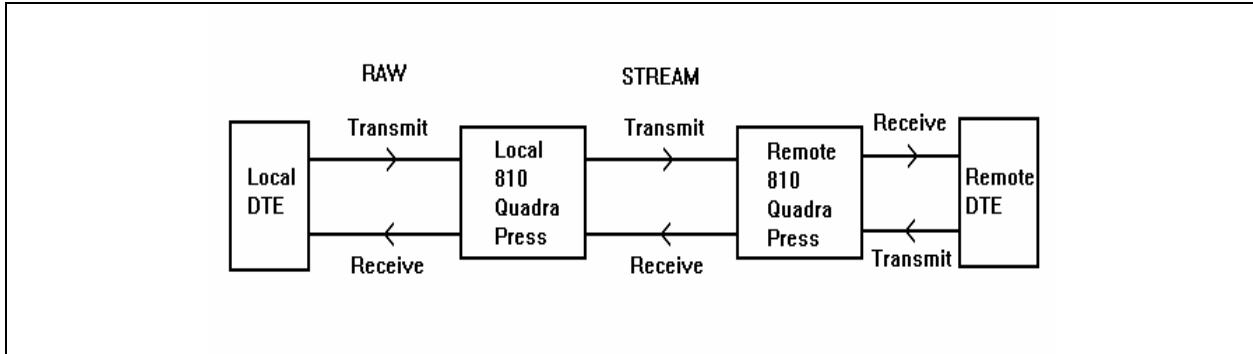 RAW
STREAM
Transmit
Transmit
Receive
Local
DTE
Local
810
Quadra
Press
Remote
810
Quadra
Press
Remote
DTE
Receive
Receive
Transmit